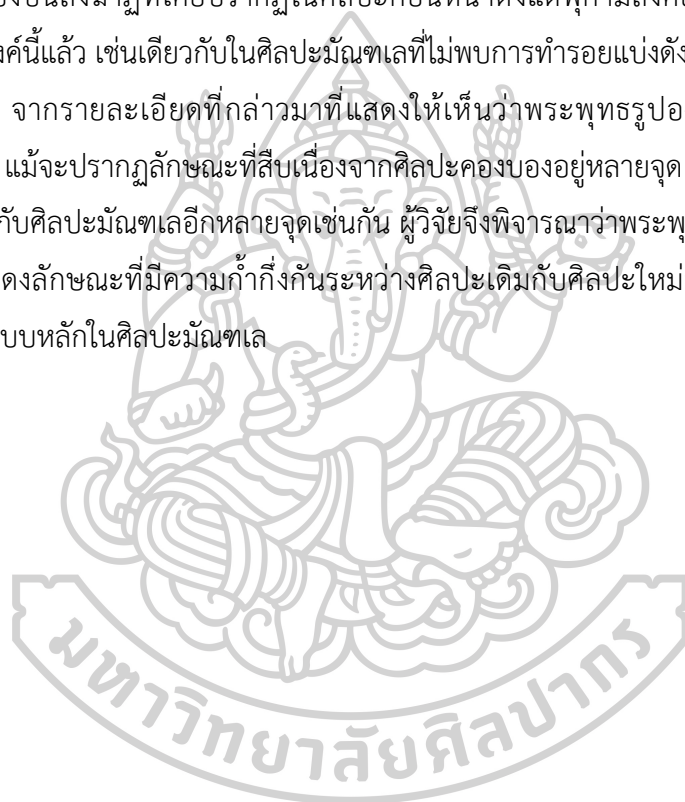 องค์นี้แล้ว เช่นเดียวกับในศิลปะมัณฑเลที่ไม่พบการทำรอยแบ่งดัง
จากรายละเอียดที่กล่าวมาที่แสดงให้เห็นว่าพระพุทธรูปอ
แม้จะปรากฏลักษณะที่สืบเนื่องจากศิลปะคองบองอยู่หลายจุด
กับศิลปะมัณฑเลอีกหลายจุดเช่นกัน ผู้วิจัยจึงพิจารณาว่าพระพุ
ดงลักษณะที่มีความก้ำกึ่งกันระหว่างศิลปะเดิมกับศิลปะใหม่
บบหลักในศิลปะมัณฑเล
มหาวิทยาลัยศิลปากร